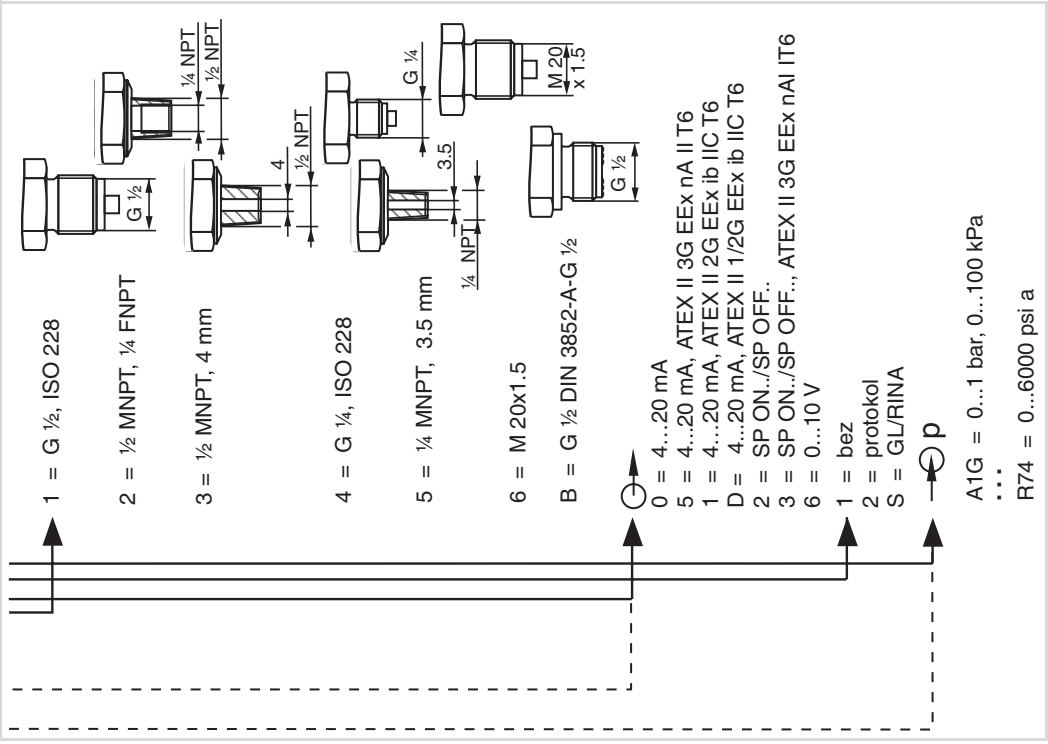 1 = G ½, ISO 228
G ½
2 = ½ MNPT, ¼ FNPT
¼ NPT
½ NPT
3 = ½ MNPT, 4 mm
4
½ NPT
4 = G ¼, ISO 228
G ¼
5 = ¼ MNPT, 3.5 mm
3.5
¼ NPT
6 = M 20x1.5
M 20
x 1.5
B = G ½ DIN 3852-A-G ½
G ½
0 = 4...20 mA
5 = 4...20 mA, ATEX II 3G EEx nA II T6
1 = 4...20 mA, ATEX II 2G EEx ib IIC T6
D = 4...20 mA, ATEX II 1/2G EEx ib IIC T6
2 = SP ON../SP OFF..
3 = SP ON../SP OFF.., ATEX II 3G EEx nAI IT6
6 = 0...10 V
1 = bez
2 = protokol
S = GL/RINA
p
A1G = 0...1 bar, 0...100 kPa
...
R74 = 0...6000 psi a